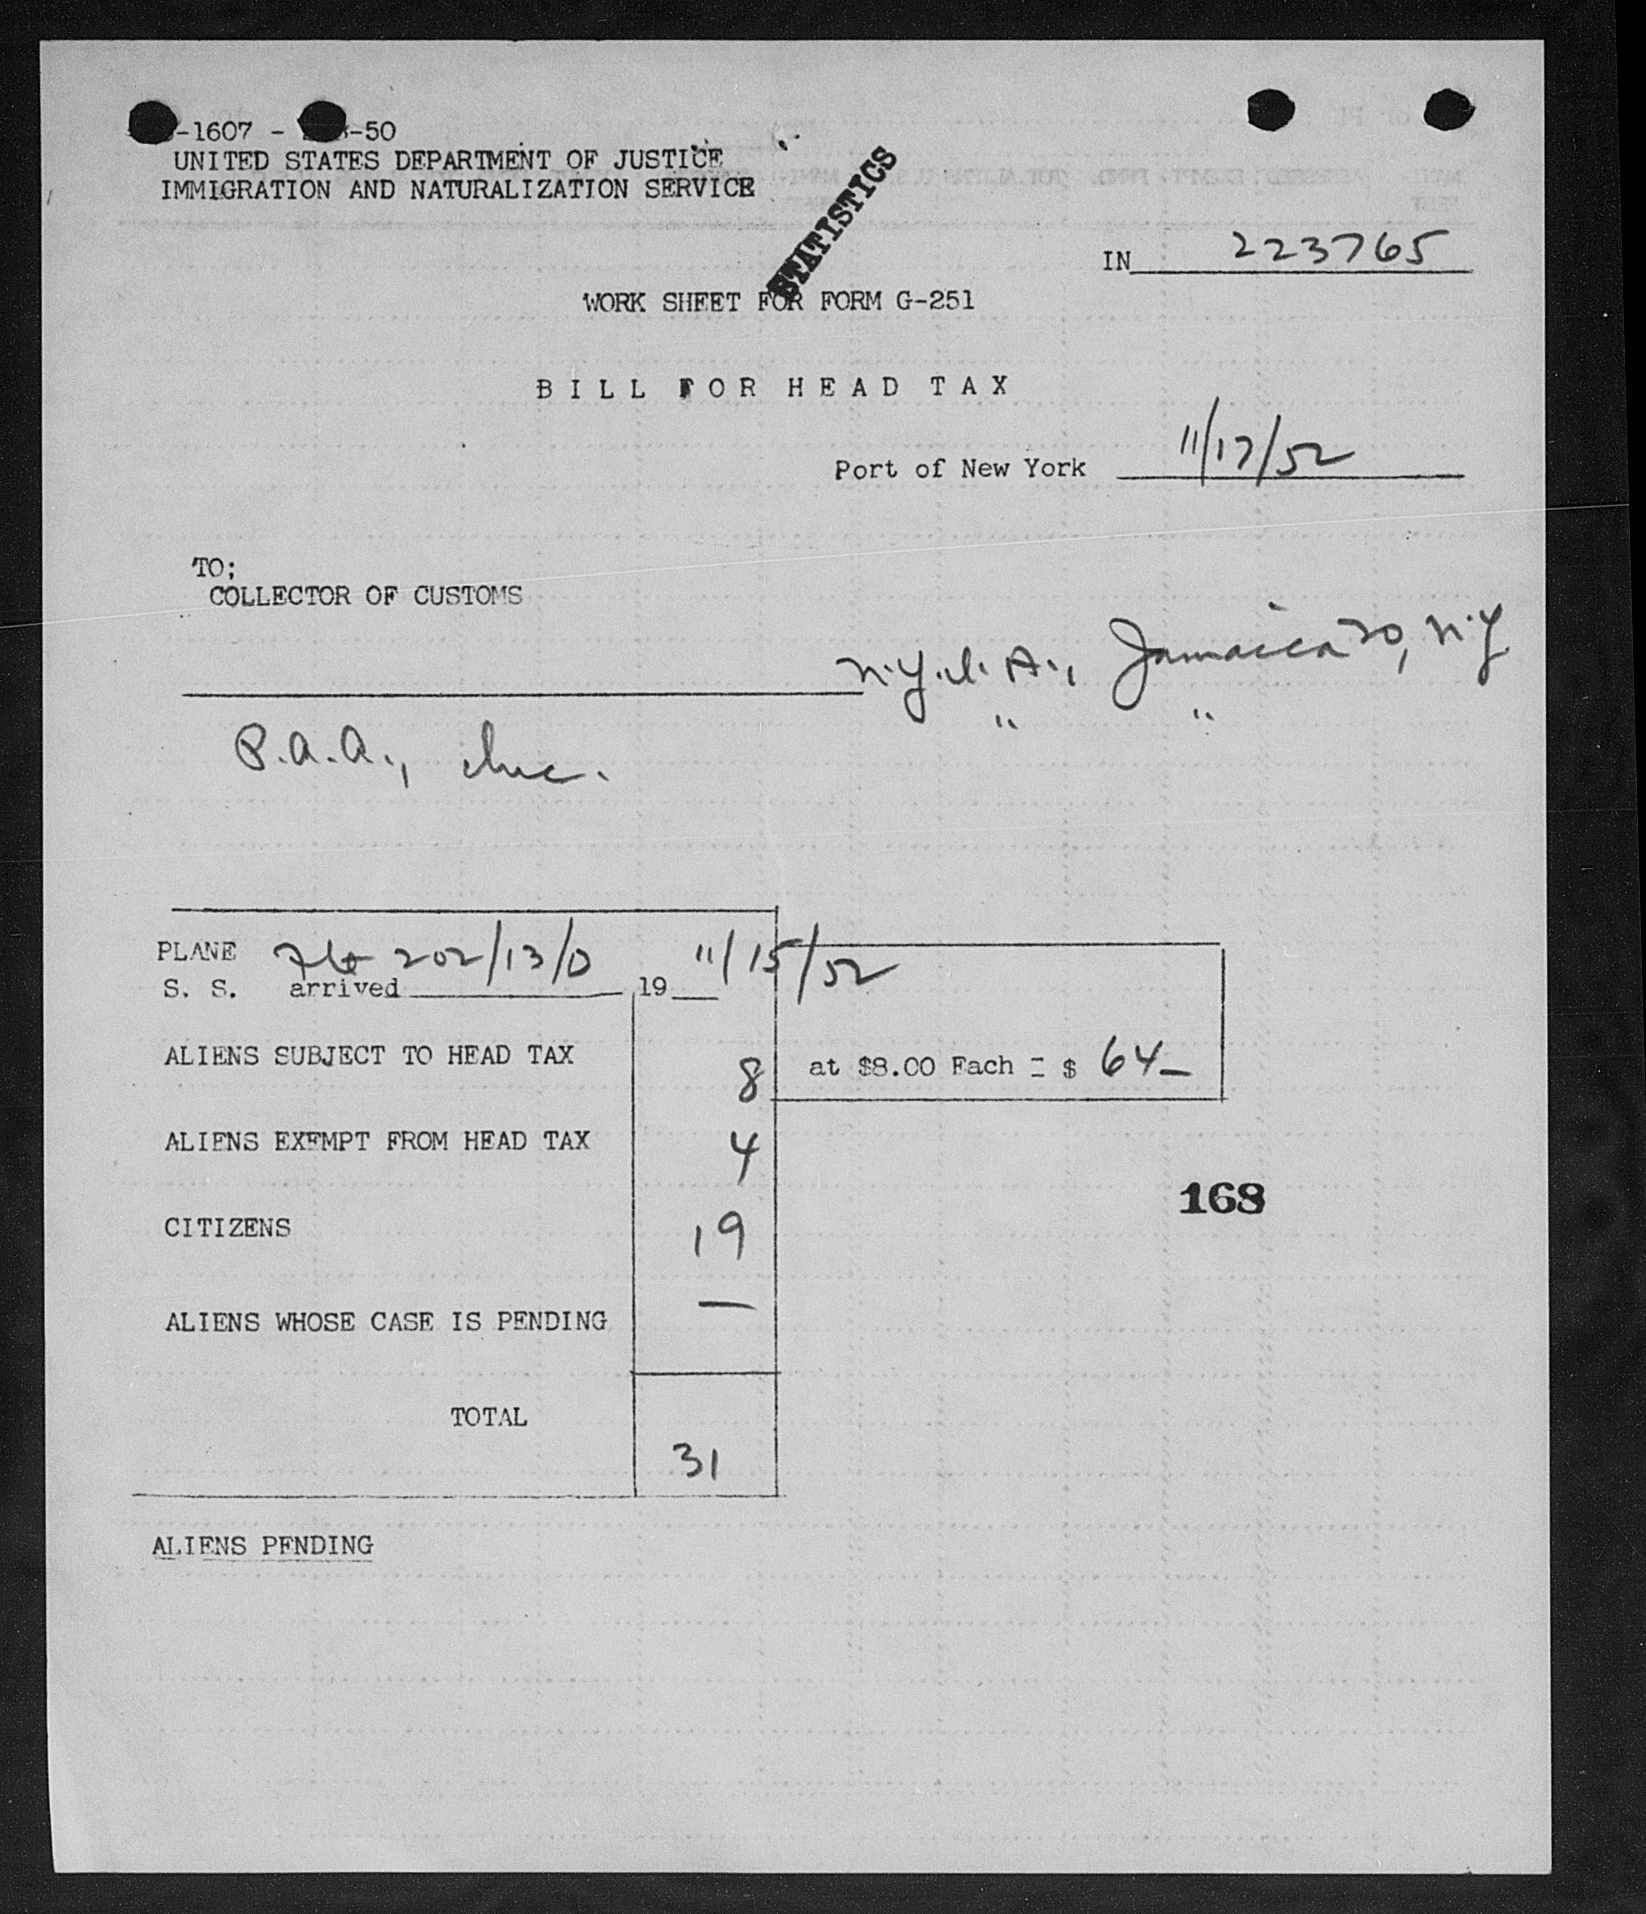 -1607 - -50
UNITED STATES DEPARTMENT OF JUSTICE
IMMIGRATION AND NATURALIZATION SERVICE
STATISTICS
IN 223765
WORK SHEET FOR FORM G-251
BILL FOR HEAD TAX
Port of New York 11/17/52
TO;
COLLECTOR OF CUSTOMS
N.Y.I.A., Jamaica 30, N.Y.
P.A.A., Inc. " "
PLANE Flt 202/13/D 11/15/52
S. S. arrived 19
ALIENS SUBJECT TO HEAD TAX 8 at $8.00 Each = $ 64—
ALIENS EXEMPT FROM HEAD TAX 4
168
CITIZENS 19
ALIENS WHOSE CASE IS PENDING —
TOTAL 31
ALIENS PENDING